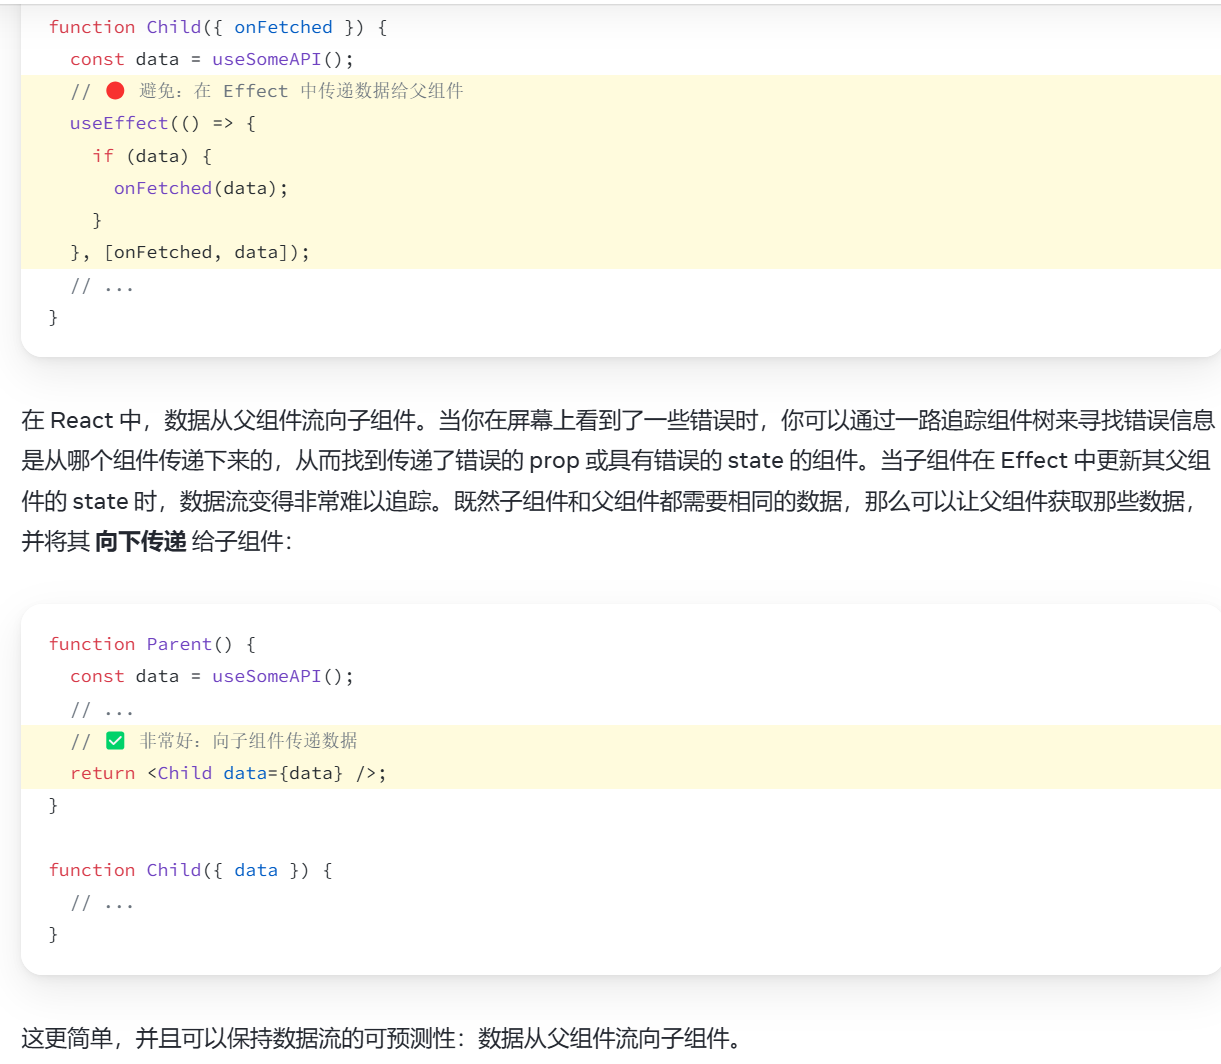 function Child({ onFetched }) {
  const data = useSomeAPI();
  // 🔴 避免：在 Effect 中传递数据给父组件
  useEffect(() => {
    if (data) {
      onFetched(data);
    }
  }, [onFetched, data]);
  // ...
}
在 React 中，数据从父组件流向子组件。当你在屏幕上看到了一些错误时，你可以通过一路追踪组件树来寻找错误信息
是从哪个组件传递下来的，从而找到传递了错误的 prop 或具有错误的 state 的组件。当子组件在 Effect 中更新其父组
件的 state 时，数据流变得非常难以追踪。既然子组件和父组件都需要相同的数据，那么可以让父组件获取那些数据，
并将其 向下传递 给子组件：
function Parent() {
  const data = useSomeAPI();
  // ...
  // ✅ 非常好：向子组件传递数据
  return <Child data={data} />;
}
function Child({ data }) {
  // ...
}
这更简单，并且可以保持数据流的可预测性：数据从父组件流向子组件。